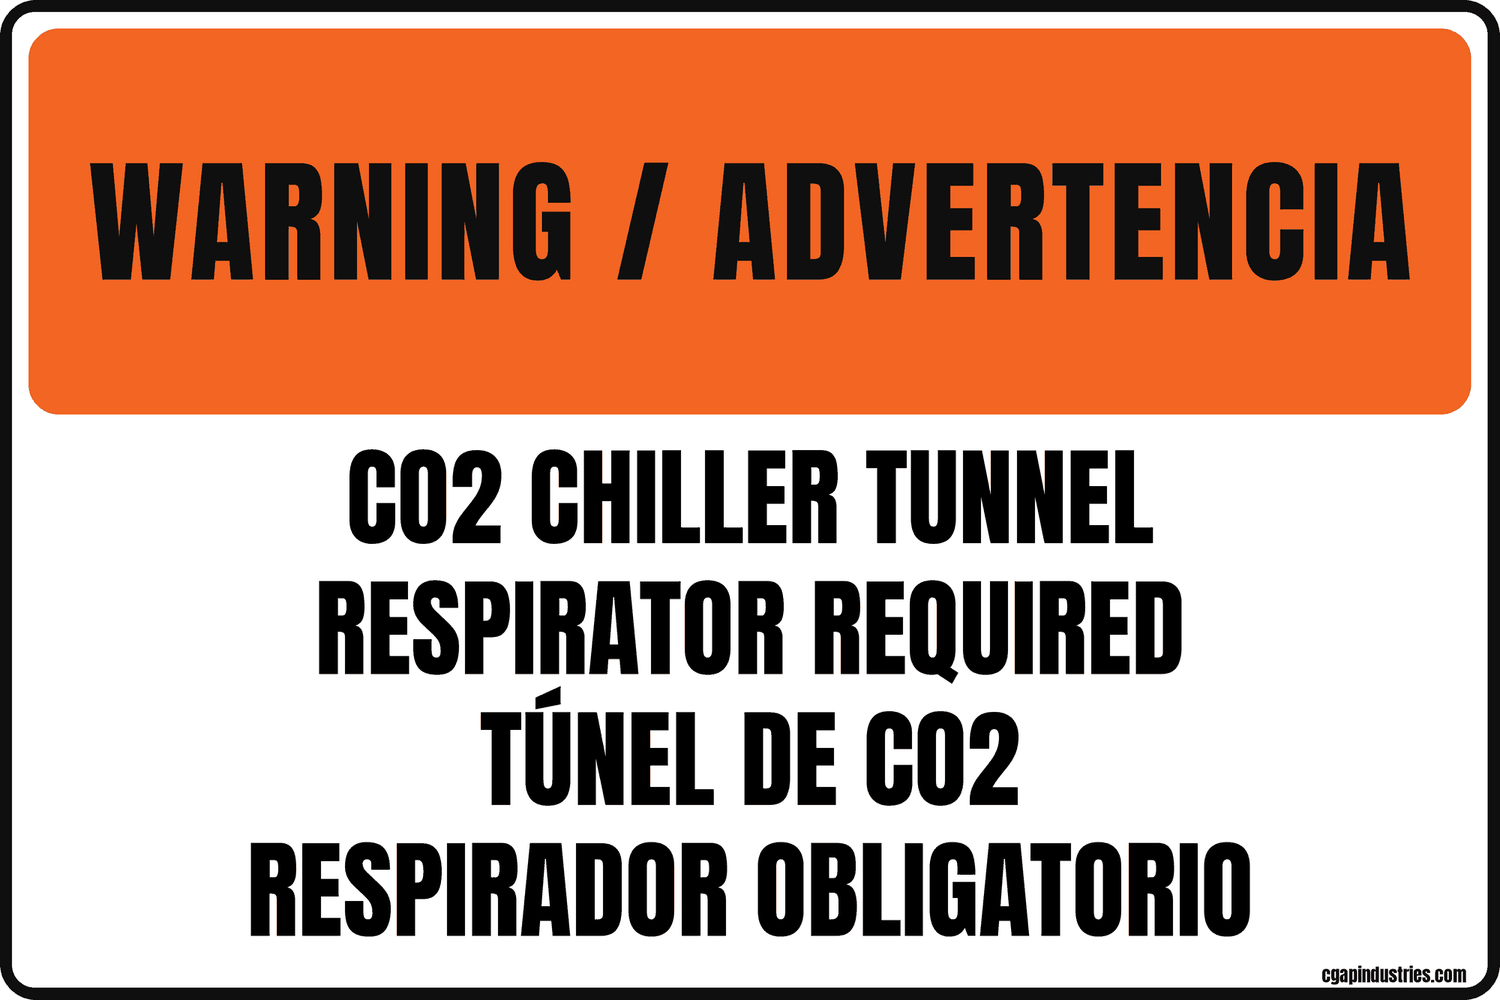 WARNING / ADVERTENCIA
CO2 CHILLER TUNNEL
RESPIRATOR REQUIRED
TÚNEL DE CO2
RESPIRADOR OBLIGATORIO
cgapindustries.com